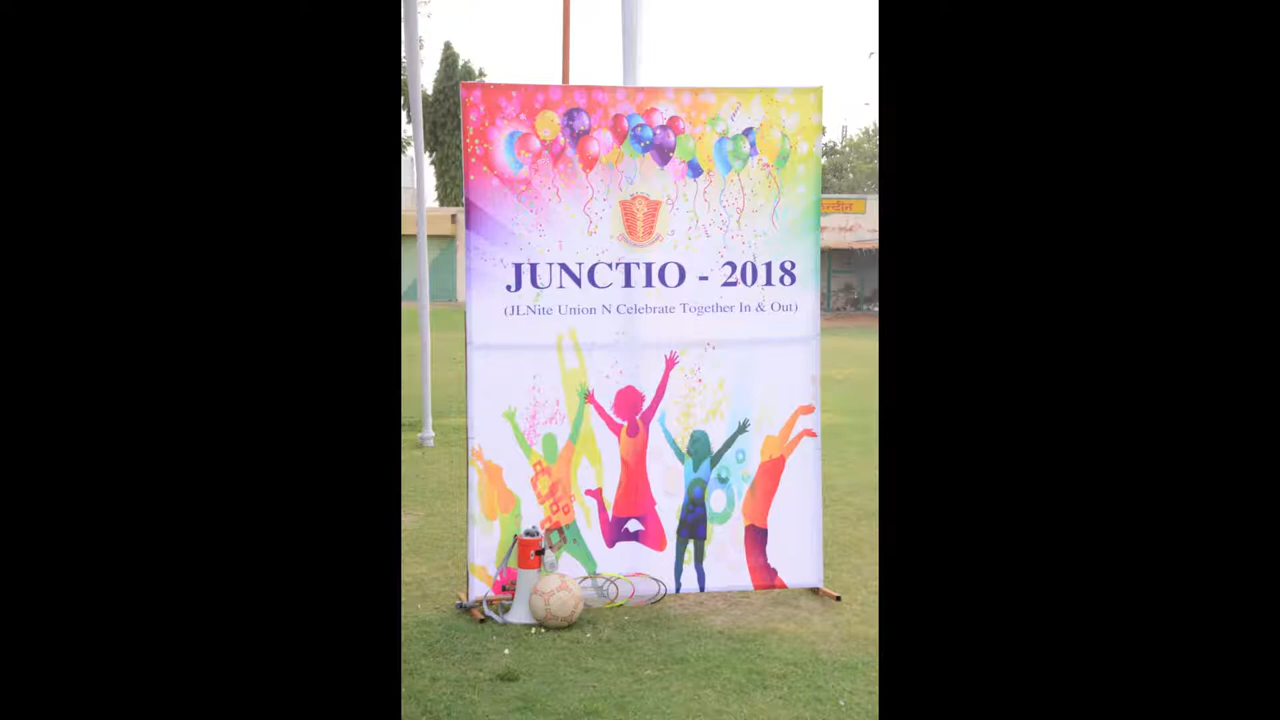 JUNCTIO - 2018
(JLNite Union N Celebrate Together In & Out)